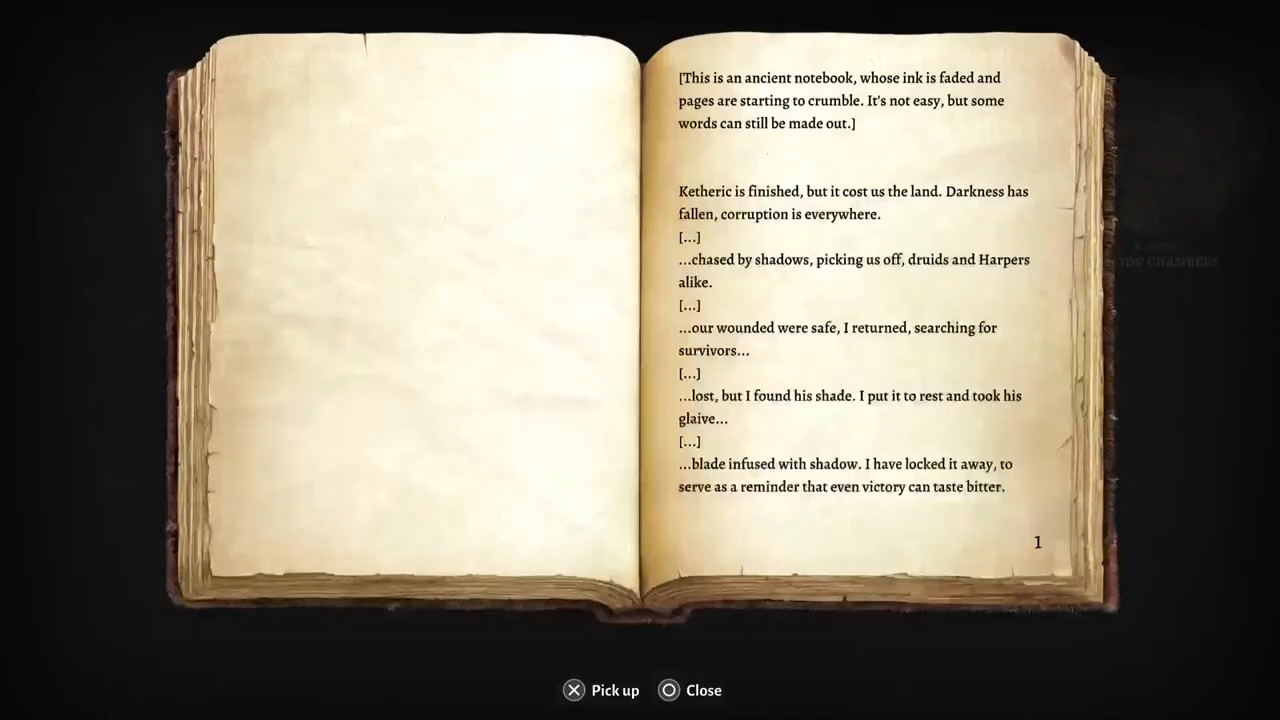 [This is an ancient notebook, whose ink is faded and
pages are starting to crumble. It's not easy, but some
words can still be made out.]
Ketheric is finished, but it cost us the land. Darkness has
fallen, corruption is everywhere.
[...]
...chased by shadows, picking us off, druids and Harpers
alike.
[...]
...our wounded were safe, I returned, searching for
survivors...
[...]
...lost, but I found his shade. I put it to rest and took his
glaive...
[...]
...blade infused with shadow. I have locked it away, to
serve as a reminder that even victory can taste bitter.
1
CHAMBERS
Pick up
Close